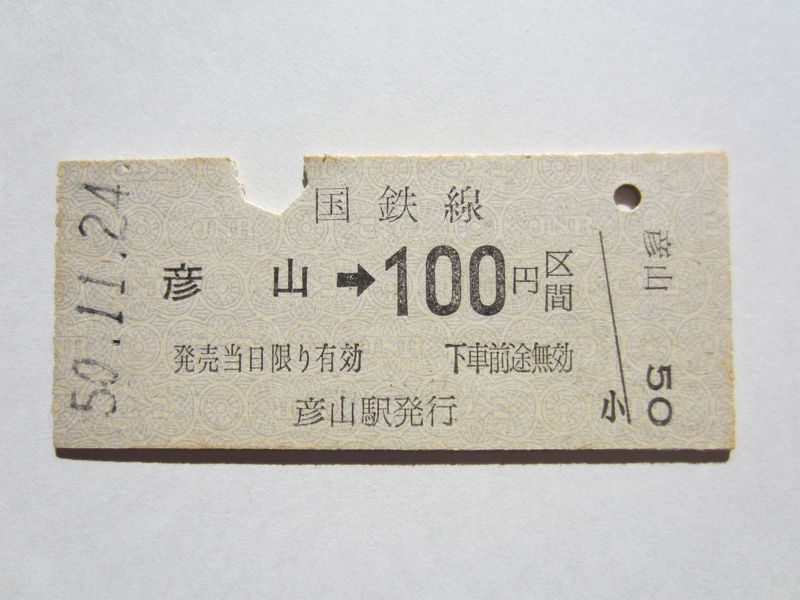 国鉄線
彦山➡100円区間
発売当日限り有効 下車前途無効
彦山駅発行
50.11.24
彦山
小 50